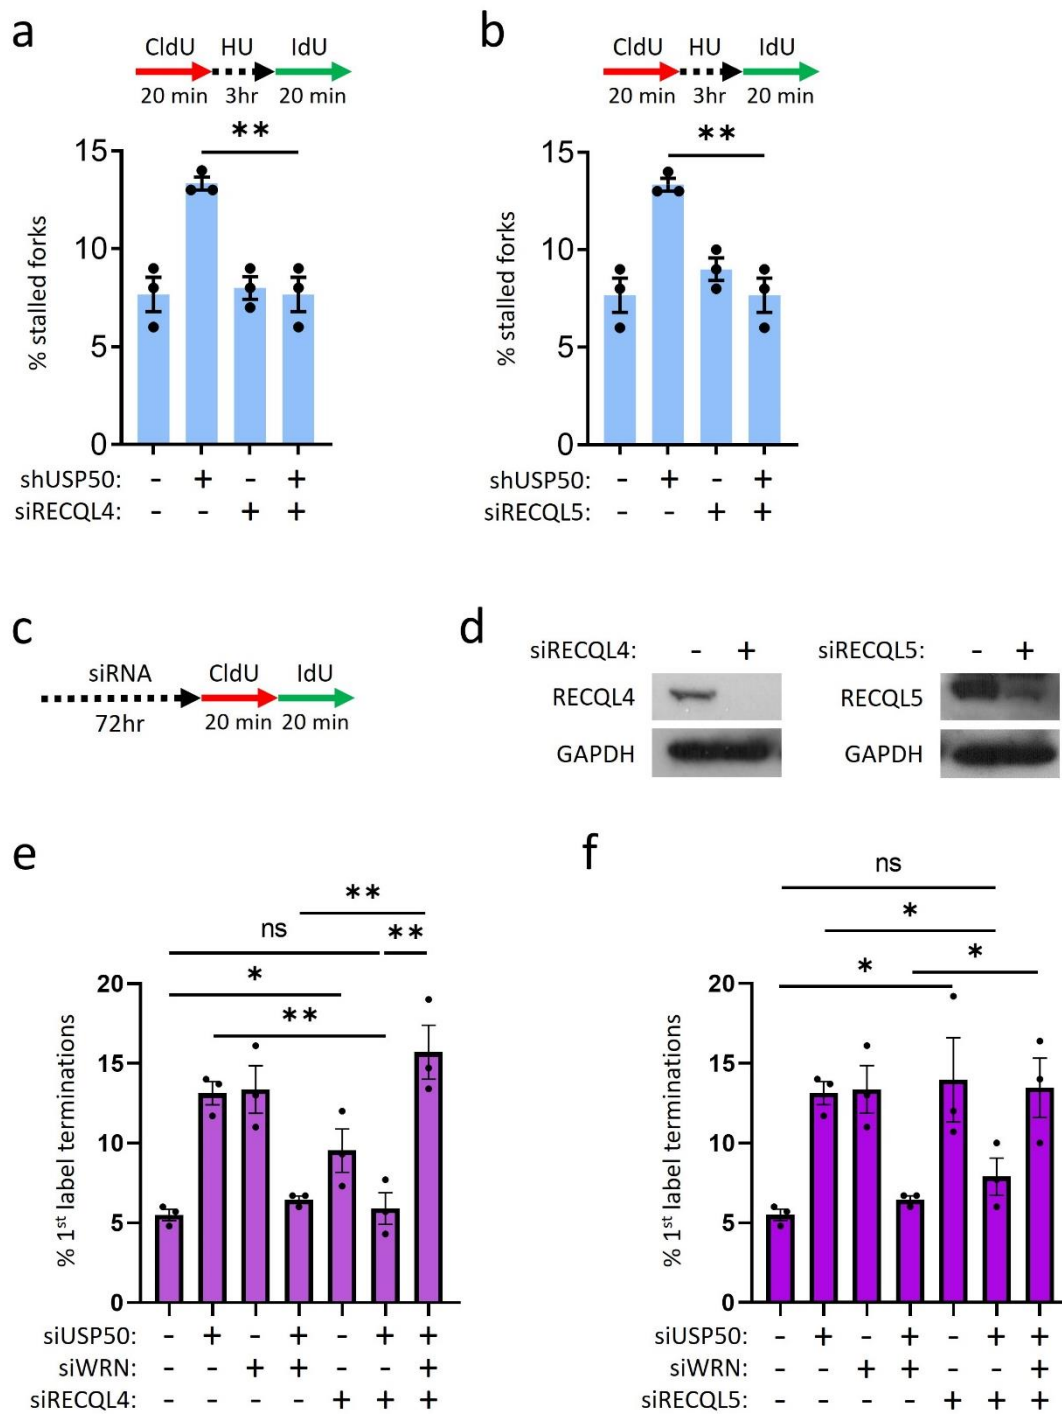 a
CldU HU IdU
20 min 3hr 20 min
**
15
10
5
0
% stalled forks
shUSP50: - + - +
siRECQL4: - - + +
b
CldU HU IdU
20 min 3hr 20 min
**
15
10
5
0
% stalled forks
shUSP50: - + - +
siRECQL5: - - + +
c
siRNA CldU IdU
72hr 20 min 20 min
d
siRECQL4: - +
RECQL4
GAPDH
siRECQL5: - +
RECQL5
GAPDH
e
**
ns **
*
**
20
15
10
5
0
% 1st label terminations
siUSP50: - + - + - + +
siWRN: - - + + - - +
siRECQL4: - - - - + + +
f
ns
*
* *
20
15
10
5
0
% 1st label terminations
siUSP50: - + - + - + +
siWRN: - - + + - - +
siRECQL5: - - - - + + +